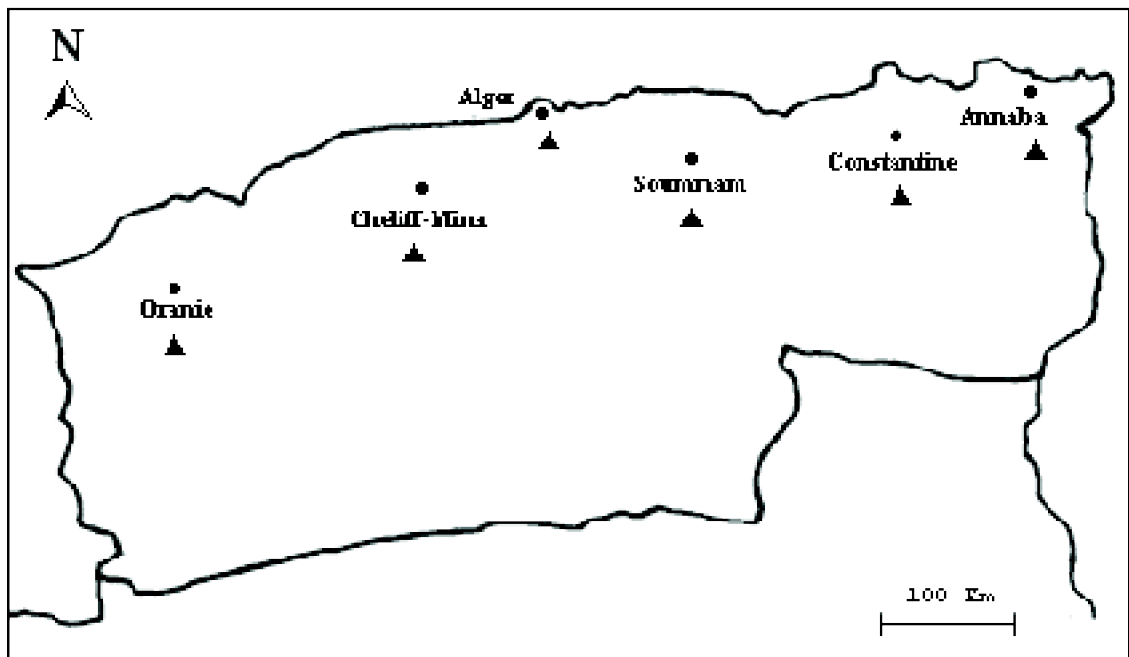 N
Alger
Annaba
Constantine
Soummam
Cheliff-Mina
Oranie
100 Km